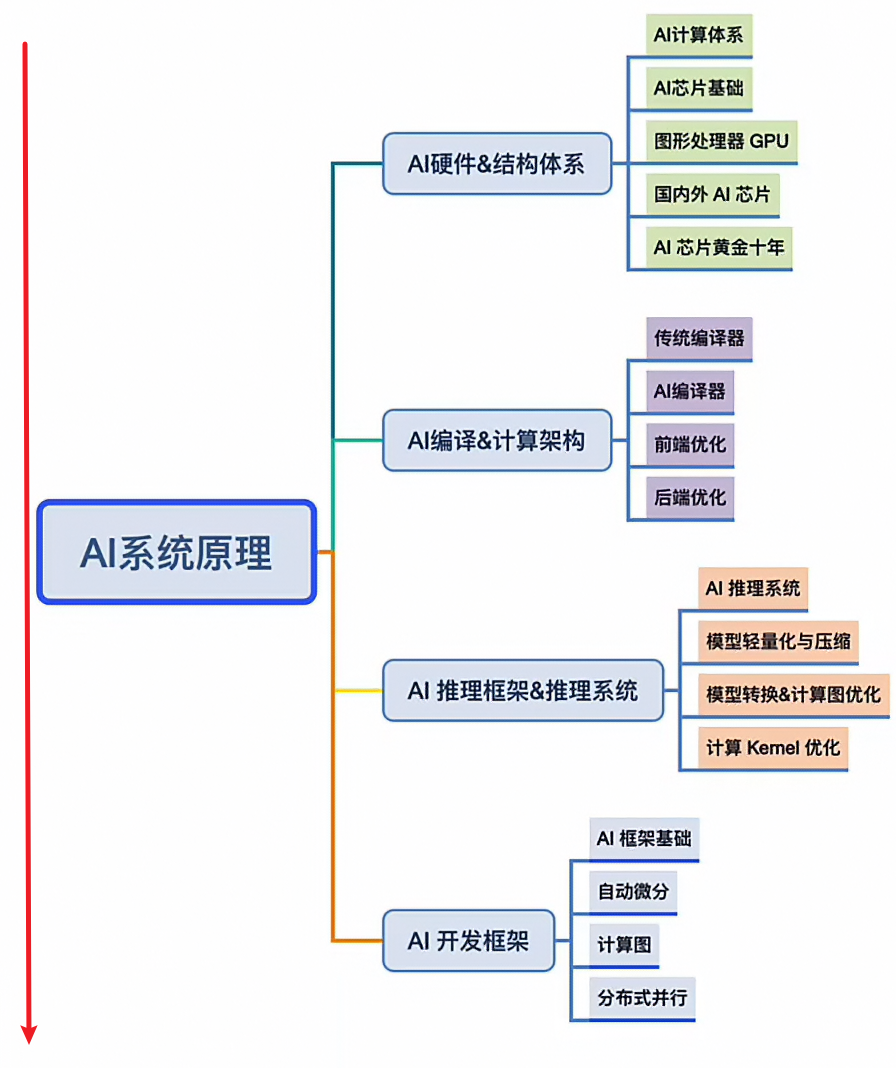 AI系统原理
AI硬件&结构体系
AI计算体系
AI芯片基础
图形处理器 GPU
国内外 AI 芯片
AI 芯片黄金十年
AI编译&计算架构
传统编译器
AI编译器
前端优化
后端优化
AI 推理框架&推理系统
AI 推理系统
模型轻量化与压缩
模型转换&计算图优化
计算 Kernel 优化
AI 开发框架
AI 框架基础
自动微分
计算图
分布式并行